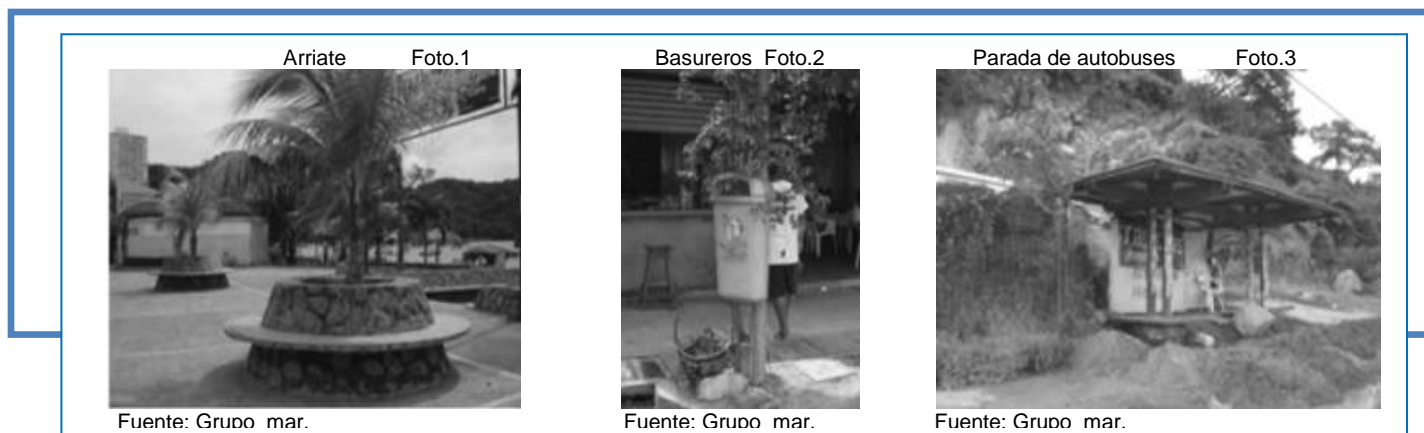 Arriate Foto.1
Basureros Foto.2
Parada de autobuses Foto.3
Fuente: Grupo mar.
Fuente: Grupo mar.
Fuente: Grupo mar.